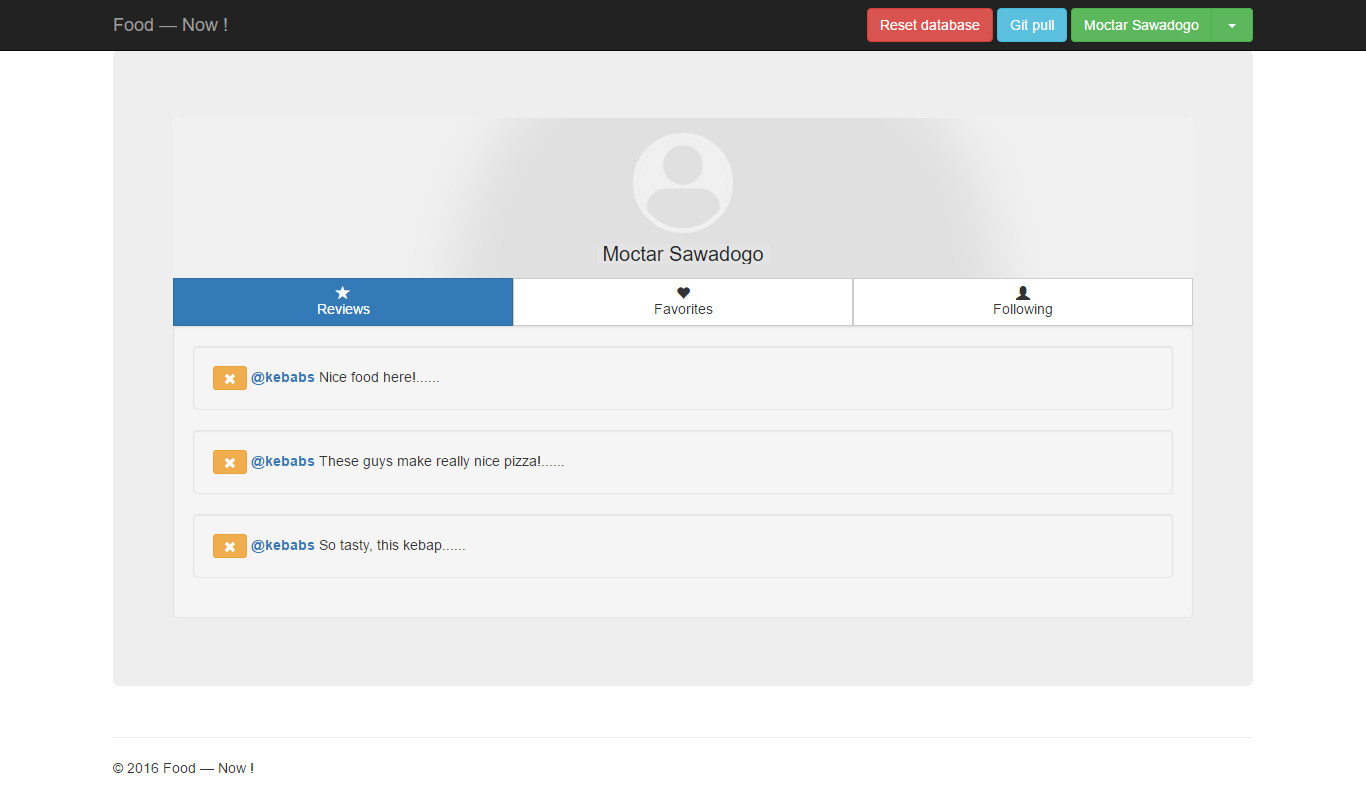 Food — Now !
Reset database
Git pull
Moctar Sawadogo
Moctar Sawadogo
Reviews
Favorites
Following
@kebabs Nice food here!......
@kebabs These guys make really nice pizza!......
@kebabs So tasty, this kebap......
© 2016 Food — Now !